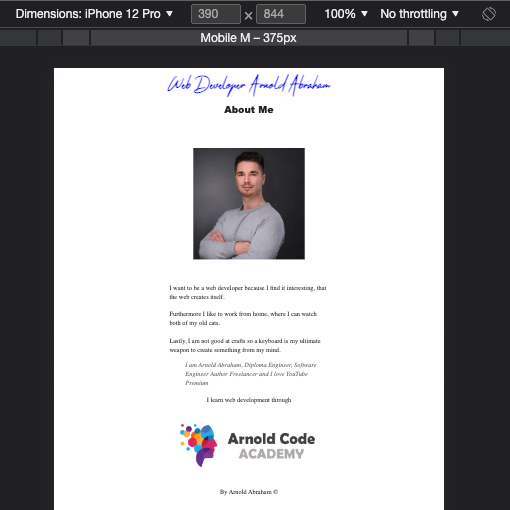 Dimensions: iPhone 12 Pro ▼ 390 × 844 100% ▼ No throttling ▼
Mobile M – 375px
Web Developer Arnold Abraham
About Me
I want to be a web developer because I find it interesting, that
the web creates itself.
Furthermore I like to work from home, where I can watch
both of my old cats.
Lastly, I am not good at crafts so a keyboard is my ultimate
weapon to create something from my mind.
I am Arnold Abraham, Diploma Engineer, Software
Engineer Author Freelancer and I love YouTube
Premium
I learn web development through
Arnold Code
ACADEMY
By Arnold Abraham ©